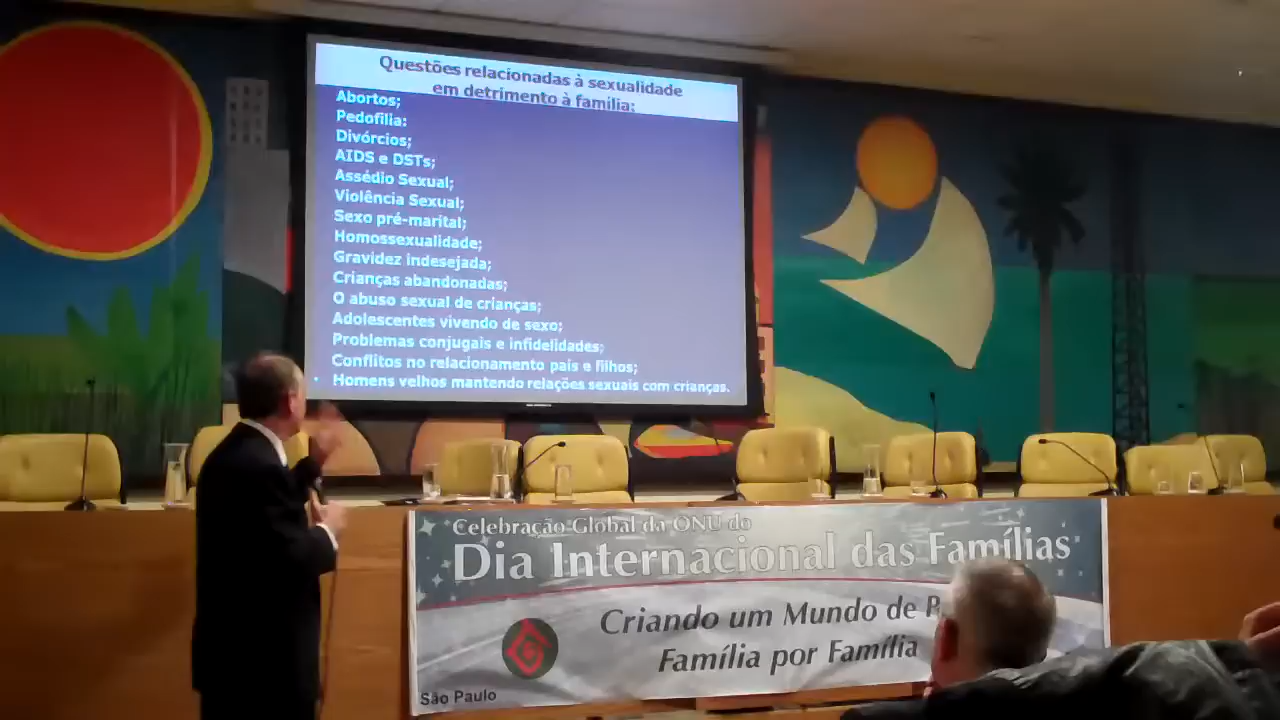 Questões relacionadas à sexualidade
em detrimento à família:
Abortos;
Pedofilia:
Divórcios;
AIDS e DSTs;
Assédio Sexual;
Violência Sexual;
Sexo pré-marital;
Homossexualidade;
Gravidez indesejada;
Crianças abandonadas;
O abuso sexual de crianças;
Adolescentes vivendo de sexo;
Problemas conjugais e infidelidades;
Conflitos no relacionamento pais e filhos;
• Homens velhos mantendo relações sexuais com crianças.
Celebração Global da ONU do
Dia Internacional das Famílias
Criando um Mundo de
Família por Família
São Paulo